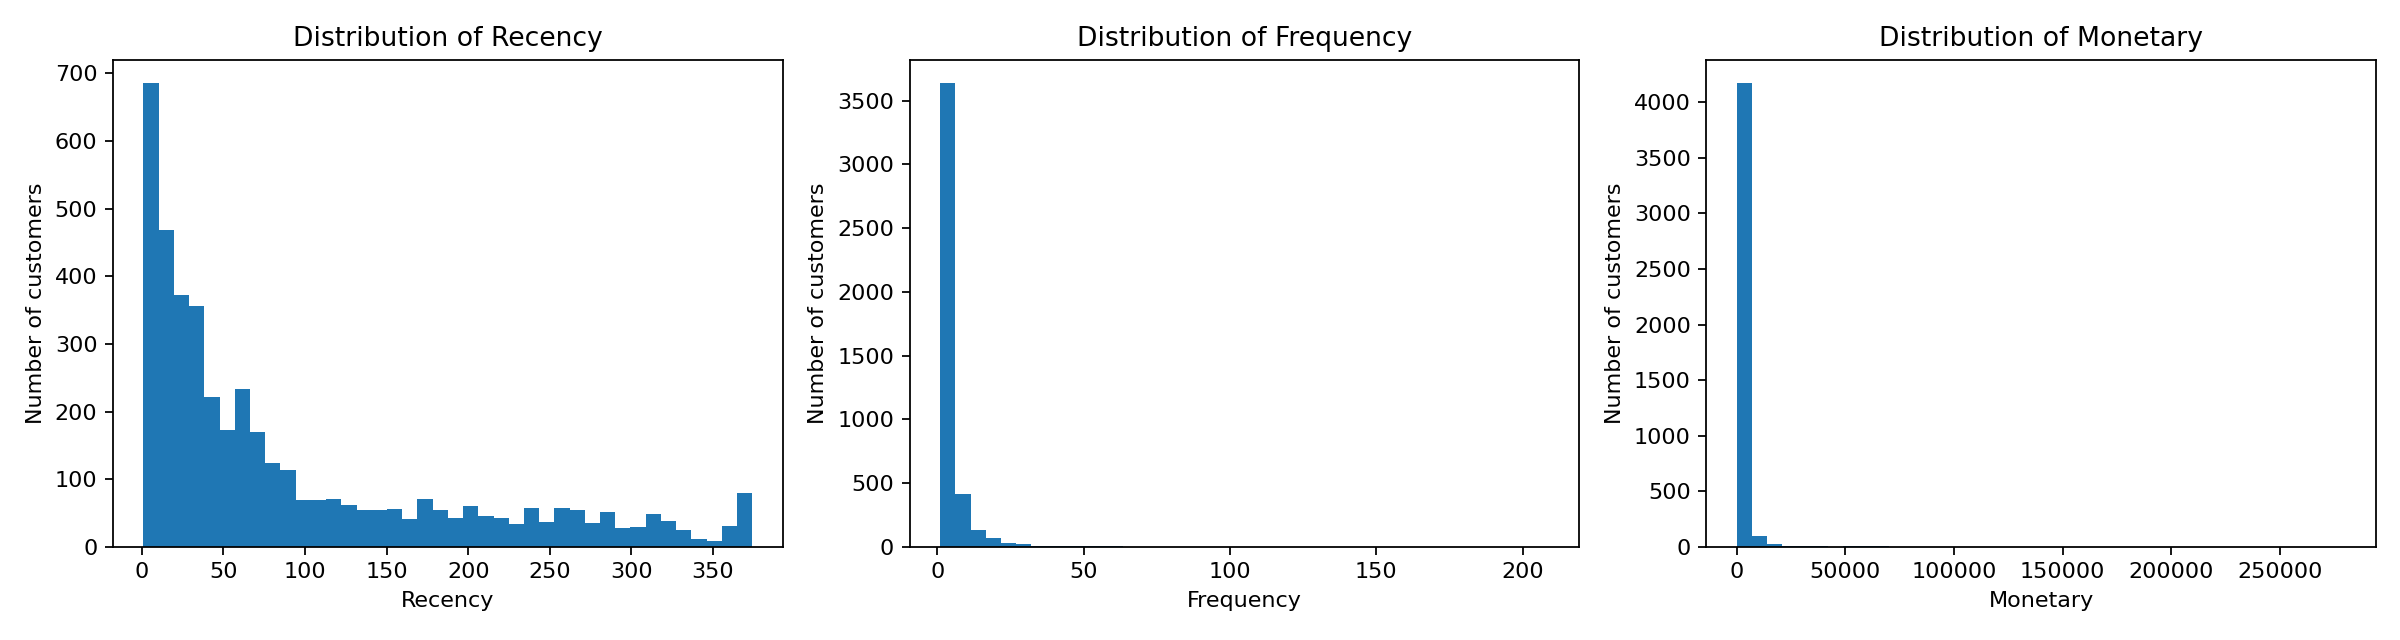 Distribution of Recency
700
600
500
400
300
200
100
0
Number of customers
0 50 100 150 200 250 300 350
Recency
Distribution of Frequency
3500
3000
2500
2000
1500
1000
500
0
Number of customers
0 50 100 150 200
Frequency
Distribution of Monetary
4000
3500
3000
2500
2000
1500
1000
500
0
Number of customers
0 50000 100000 150000 200000 250000
Monetary